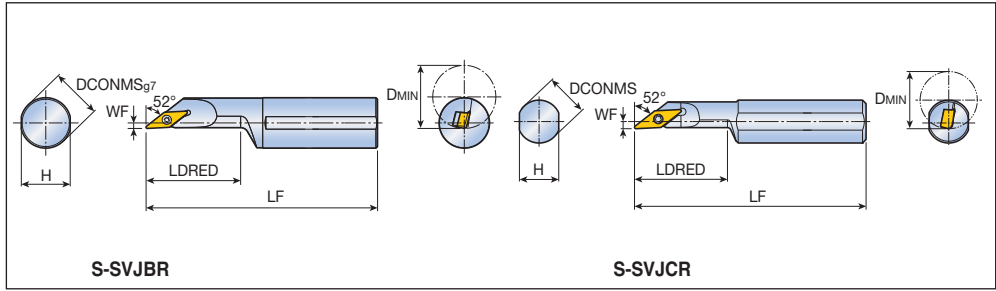 DCONMSg7
WF
52°
H
LDRED
LF
DMIN
S-SVJBR
DCONMS
WF
52°
H
LDRED
LF
DMIN
S-SVJCR